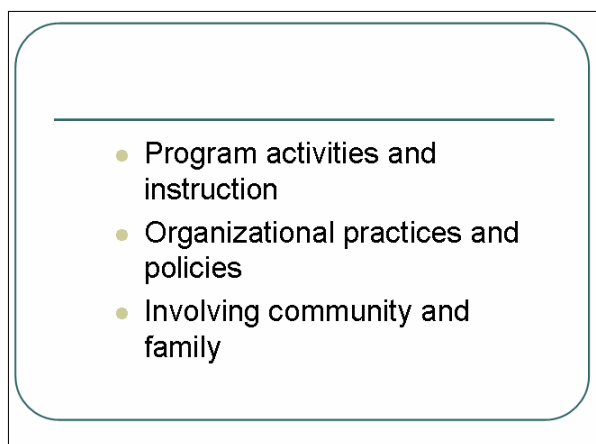 Program activities and
instruction
Organizational practices and
policies
Involving community and
family